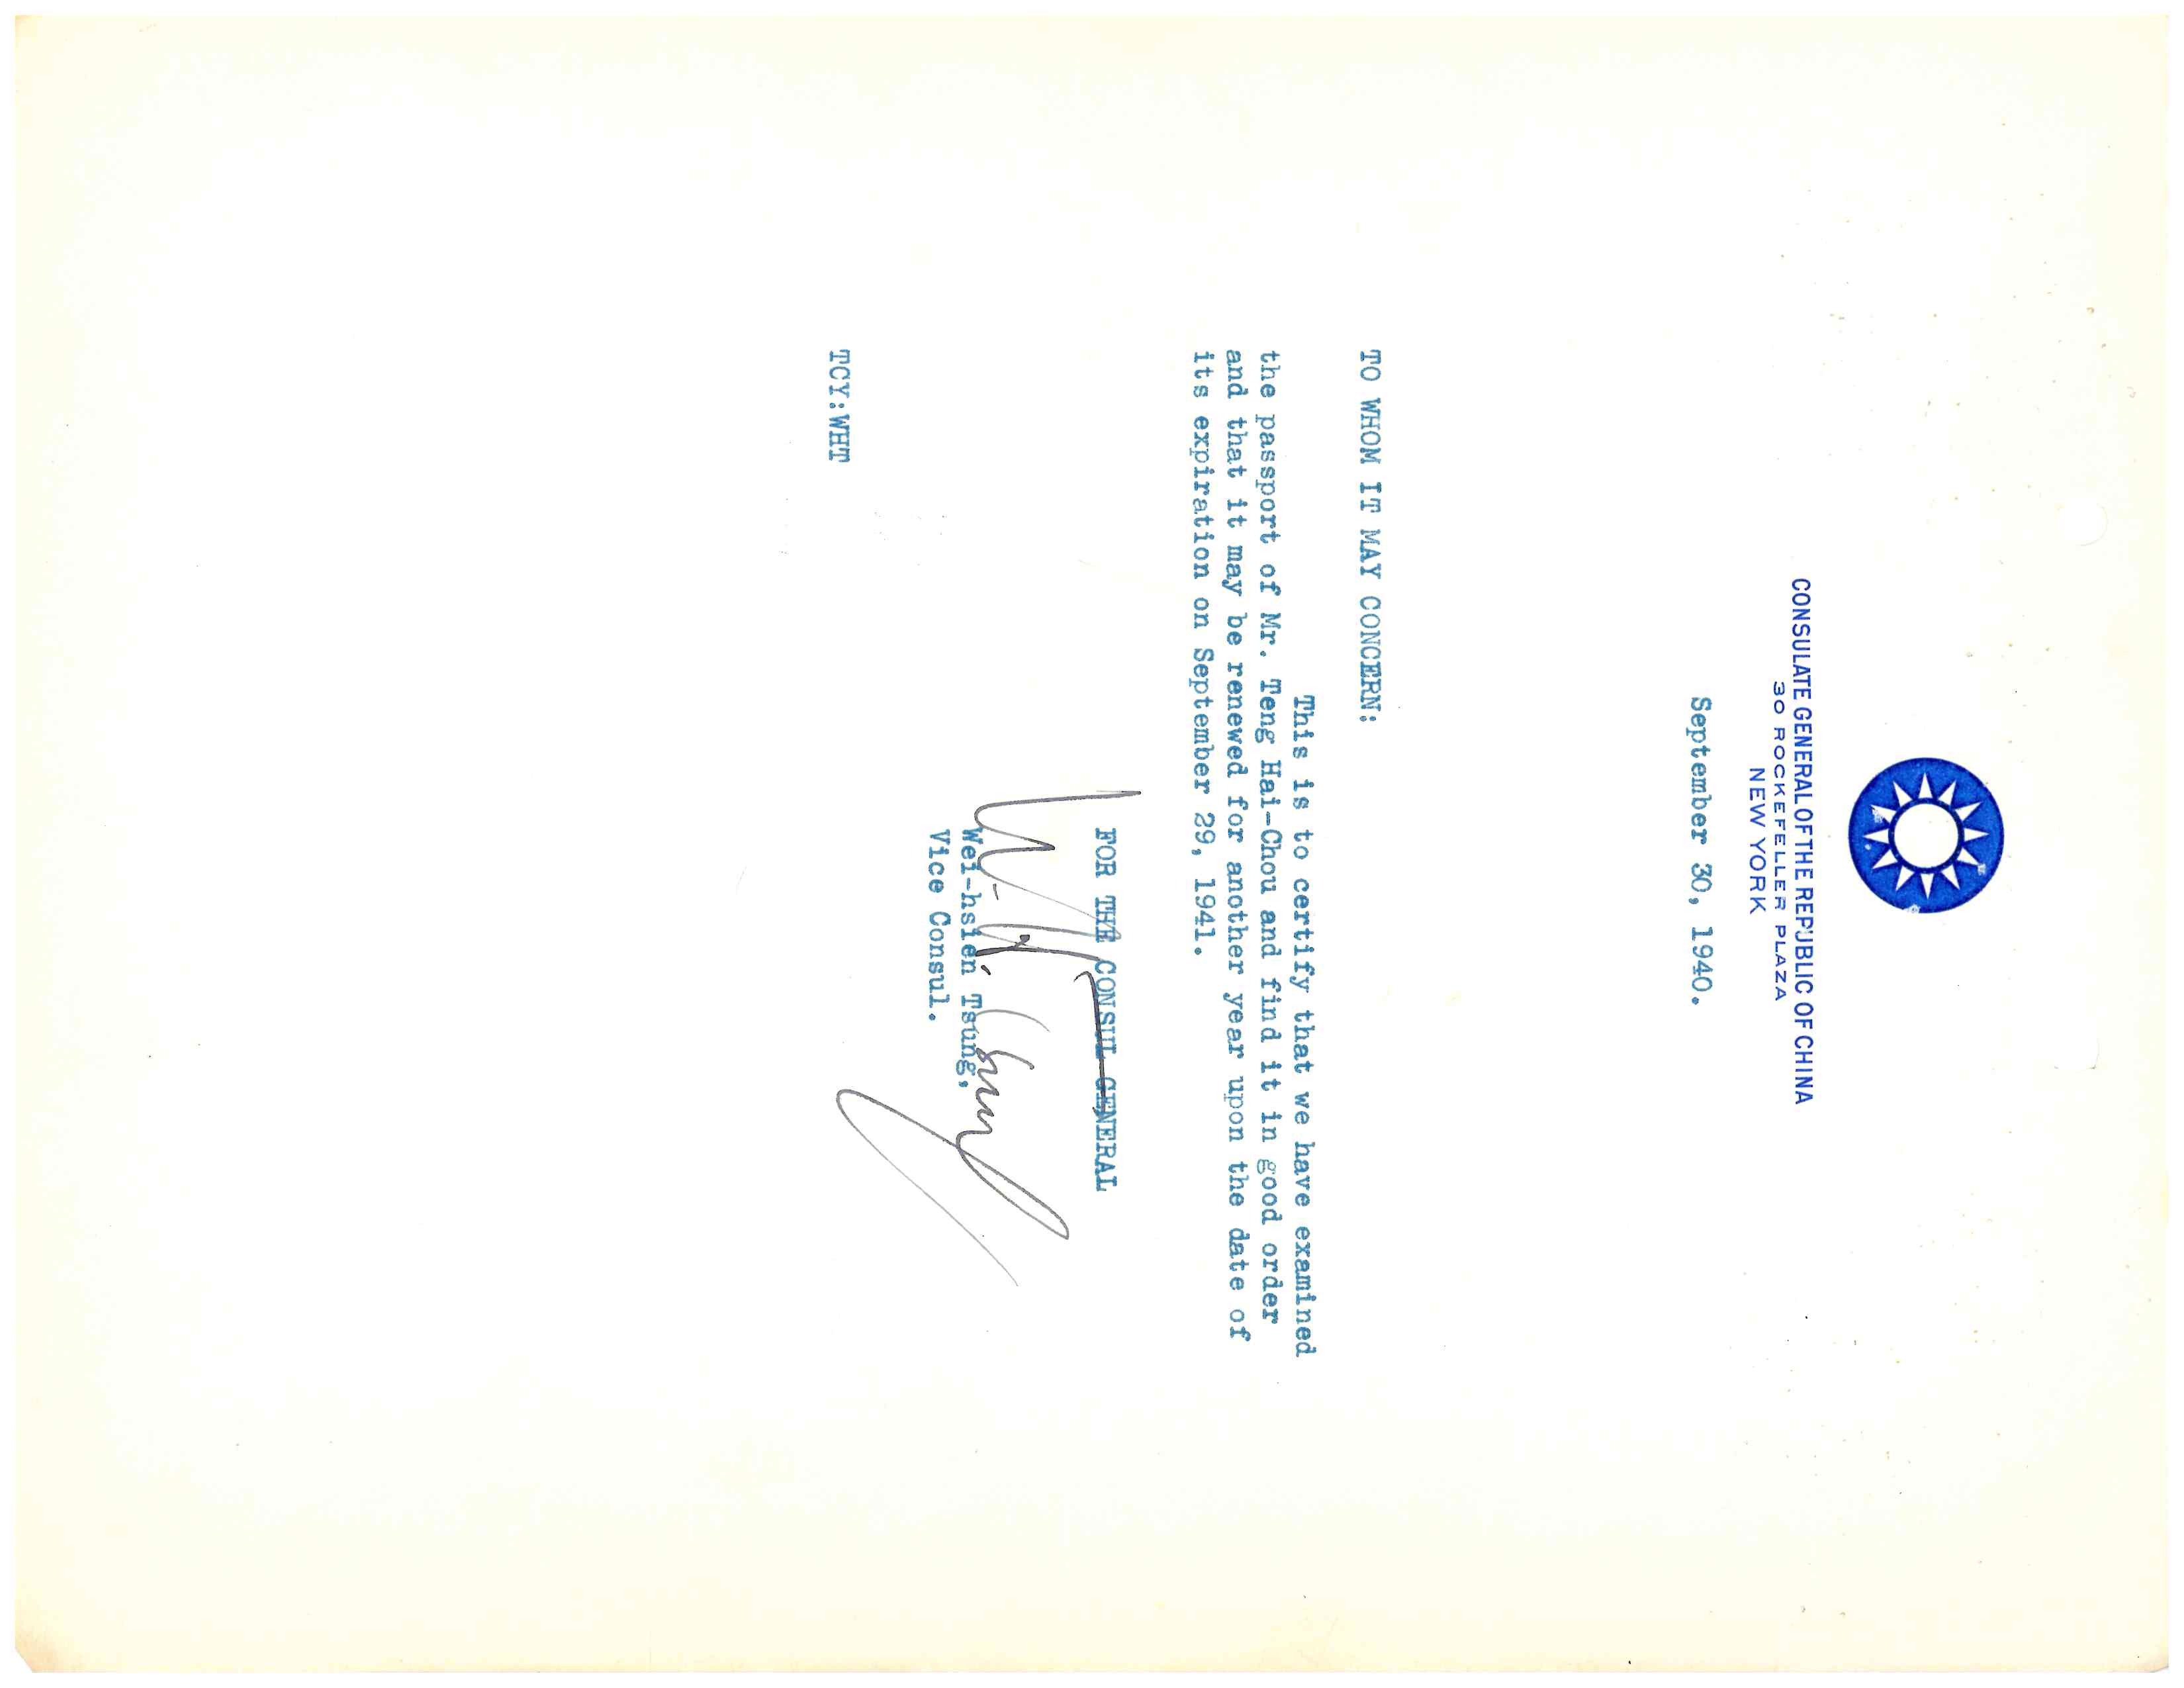 CONSULATE GENERAL OF THE REPUBLIC OF CHINA
30 ROCKEFELLER PLAZA
NEW YORK
September 30, 1940.
TO WHOM IT MAY CONCERN:
This is to certify that we have examined
the passport of Mr. Teng Hai-Chou and find it in good order
and that it may be renewed for another year upon the date of
its expiration on September 29, 1941.
FOR THE CONSUL GENERAL
W. H. Tsung
Wei-hsien Tsung,
Vice Consul.
TCY:WHT